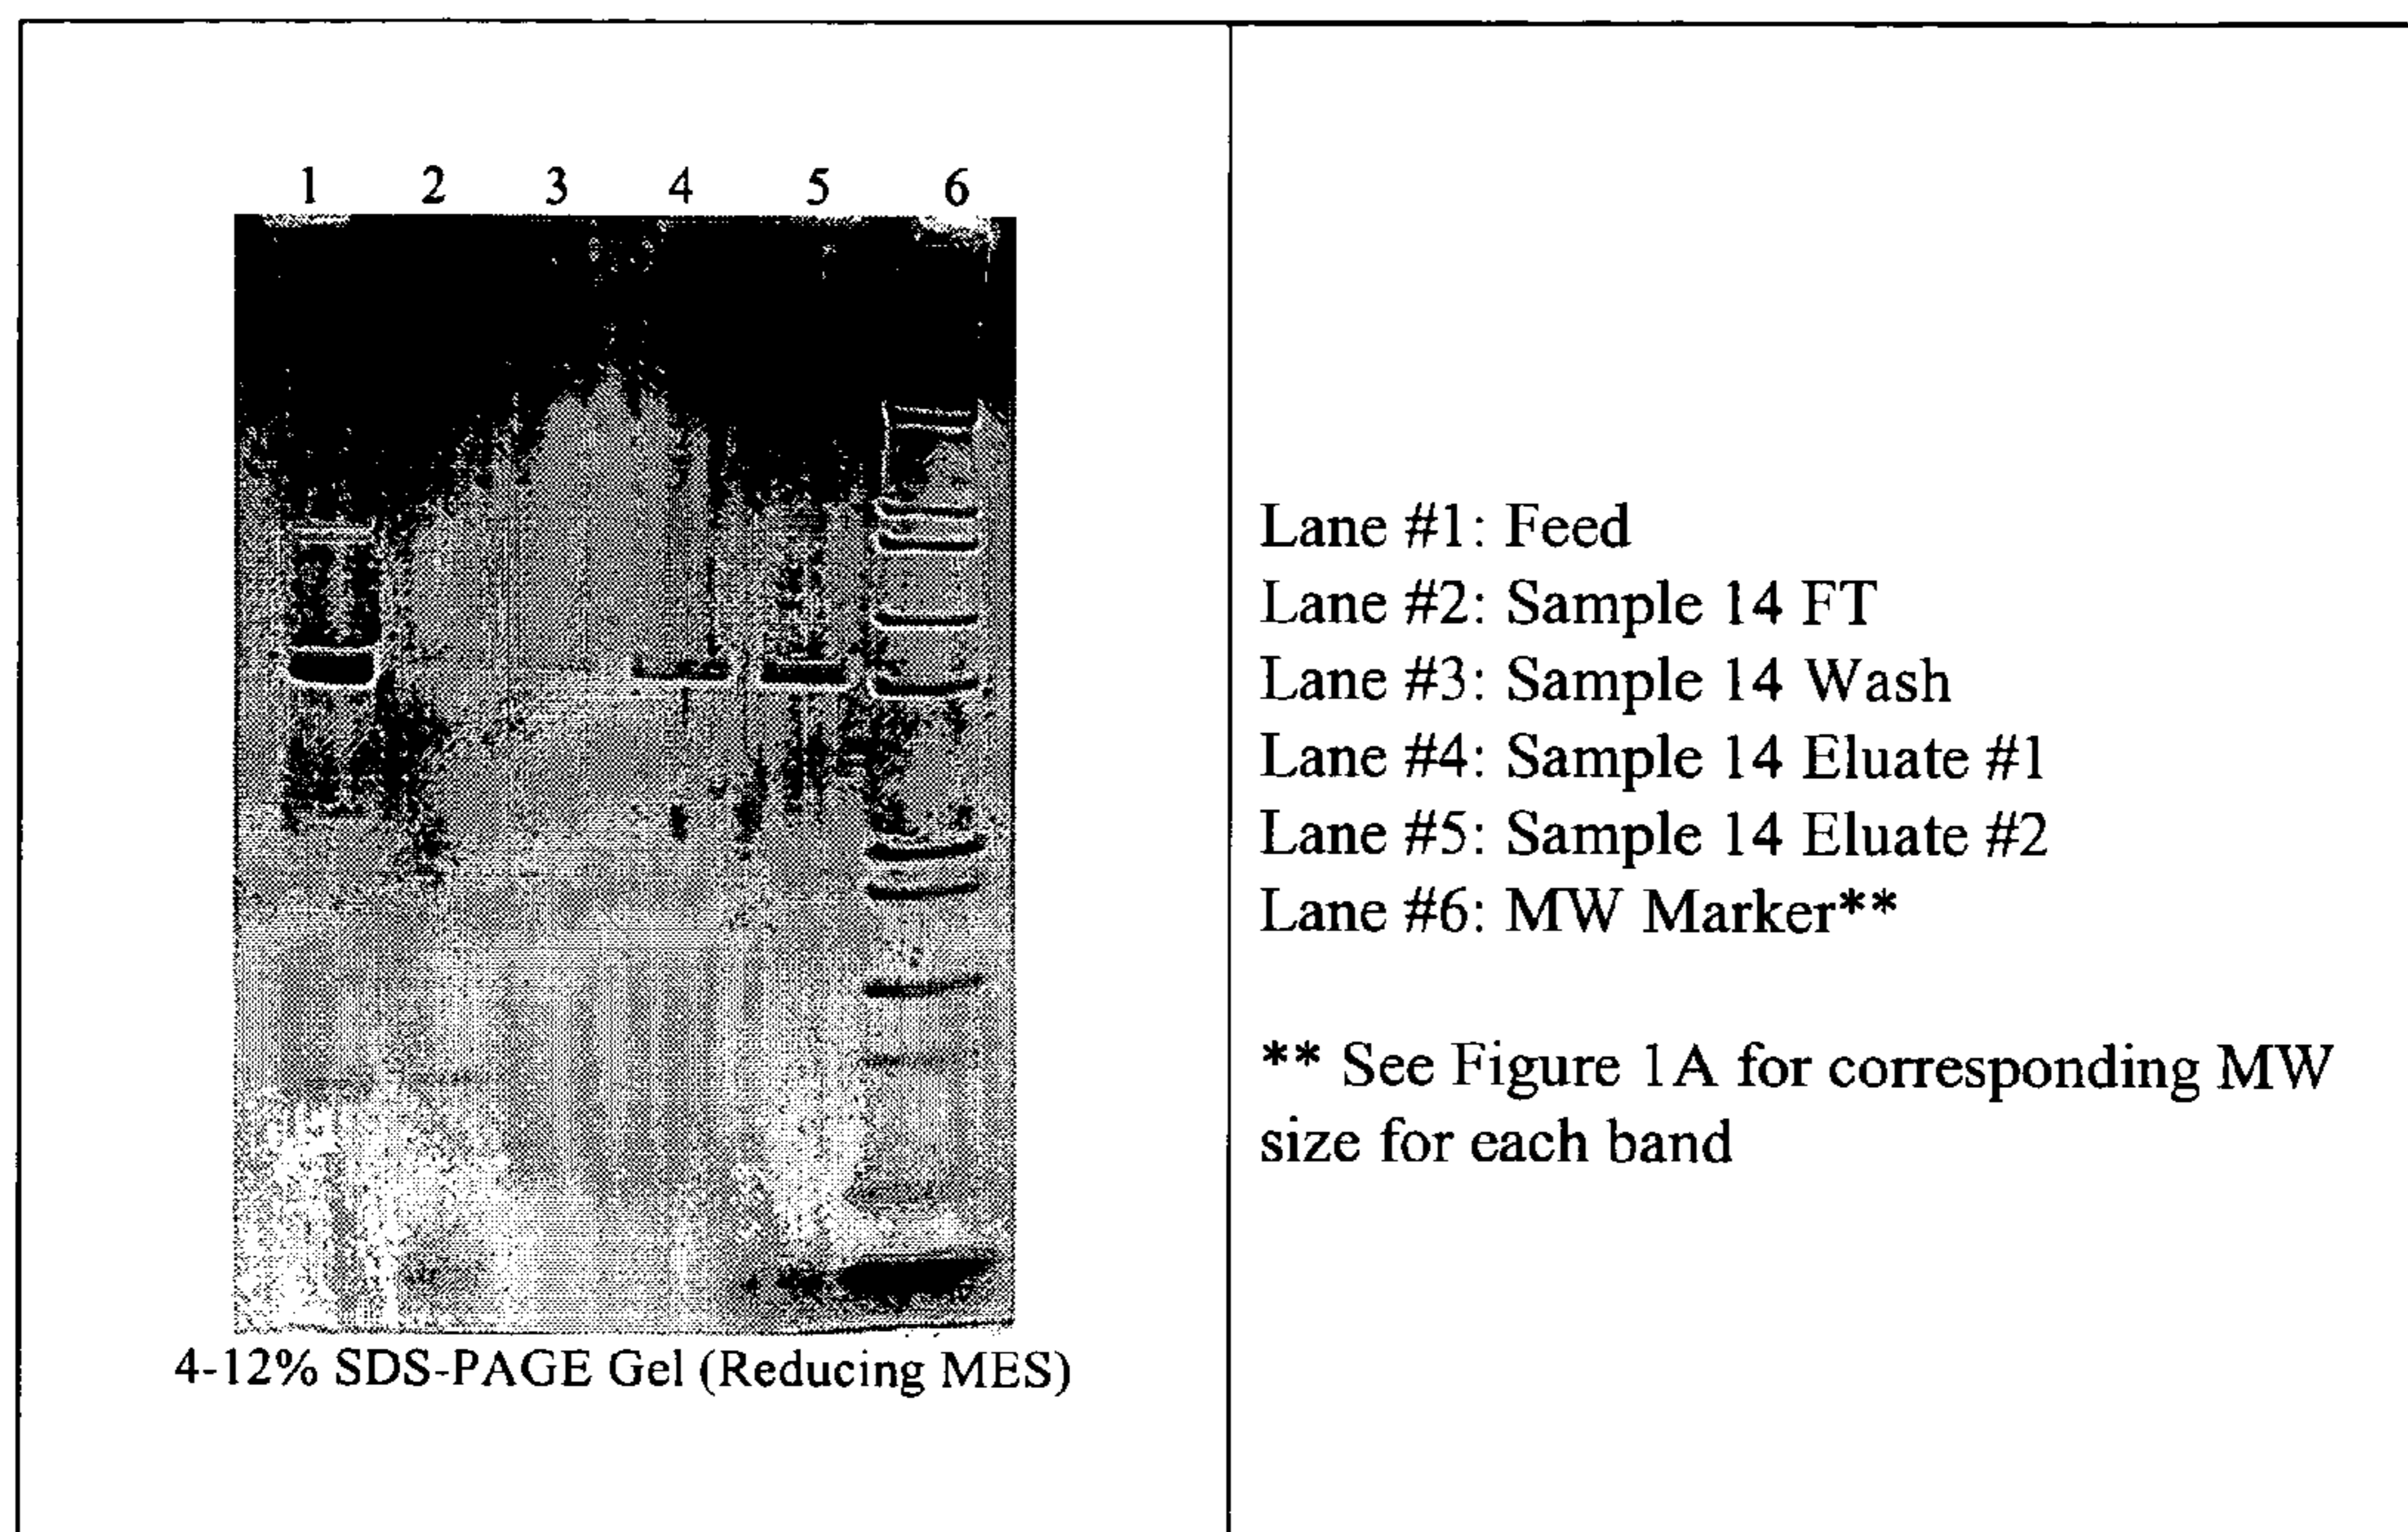 1 2 3 4 5 6
4-12% SDS-PAGE Gel (Reducing MES)
Lane #1: Feed
Lane #2: Sample 14 FT
Lane #3: Sample 14 Wash
Lane #4: Sample 14 Eluate #1
Lane #5: Sample 14 Eluate #2
Lane #6: MW Marker**
** See Figure 1A for corresponding MW
size for each band